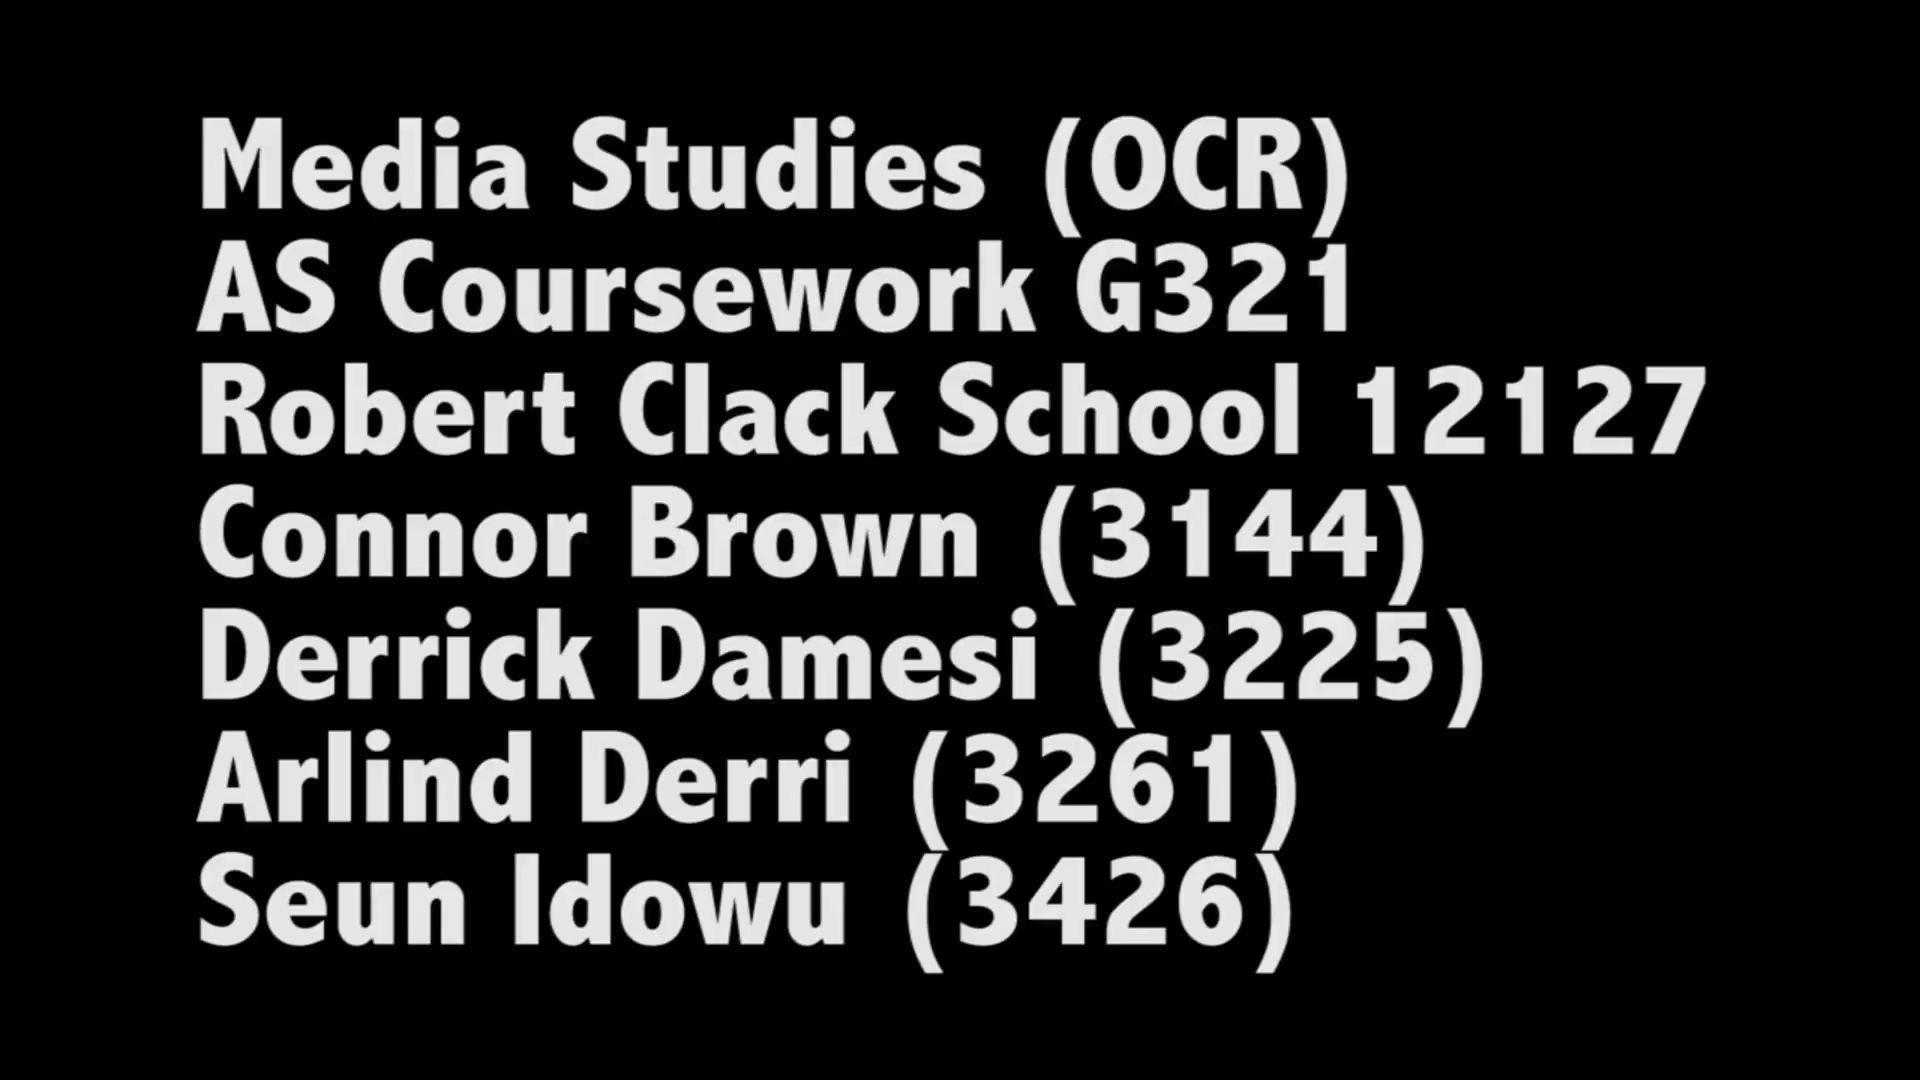 Media Studies (OCR)
AS Coursework G321
Robert Clack School 12127
Connor Brown (3144)
Derrick Damesi (3225)
Arlind Derri (3261)
Seun Idowu (3426)